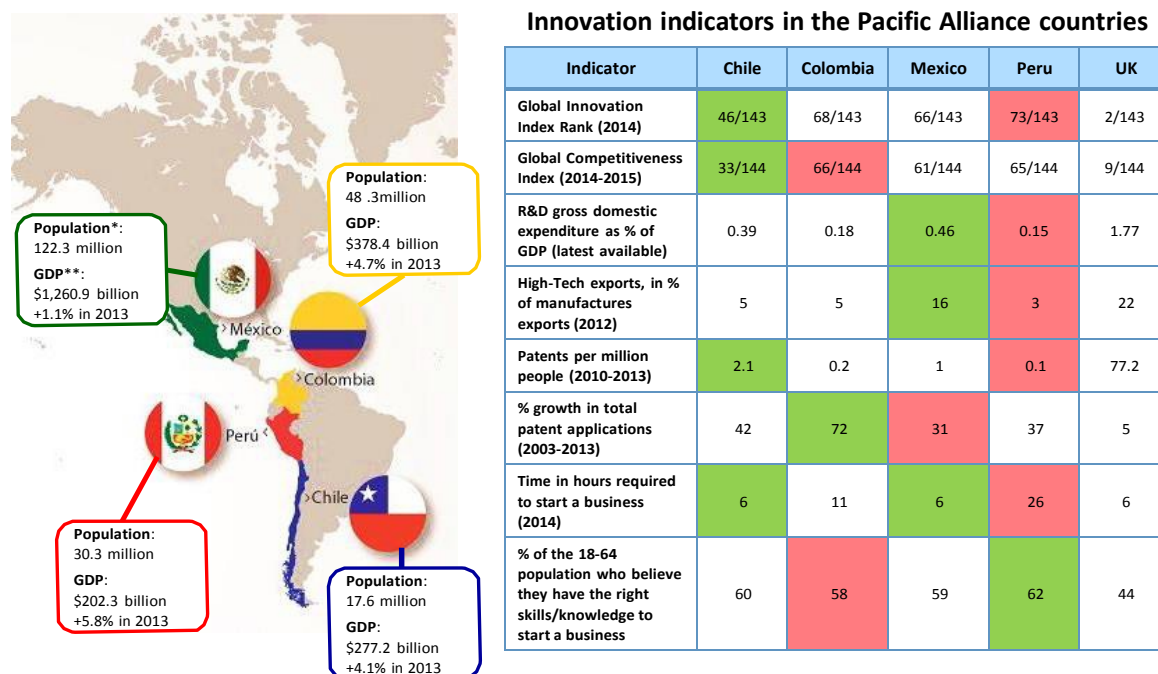 Innovation indicators in the Pacific Alliance countries
Population*:
122.3 million
GDP**:
$1,260.9 billion
+1.1% in 2013
Population:
48 .3million
GDP:
$378.4 billion
+4.7% in 2013
México
Colombia
Perú
Chile
Population:
30.3 million
GDP:
$202.3 billion
+5.8% in 2013
Population:
17.6 million
GDP:
$277.2 billion
+4.1% in 2013
Indicator Chile Colombia Mexico Peru UK
Global Innovation
Index Rank (2014)
46/143 68/143 66/143 73/143 2/143
Global Competitiveness
Index (2014-2015)
33/144 66/144 61/144 65/144 9/144
R&D gross domestic
expenditure as % of
GDP (latest available)
0.39 0.18 0.46 0.15 1.77
High-Tech exports, in %
of manufactures
exports (2012)
5 5 16 3 22
Patents per million
people (2010-2013)
2.1 0.2 1 0.1 77.2
% growth in total
patent applications
(2003-2013)
42 72 31 37 5
Time in hours required
to start a business
(2014)
6 11 6 26 6
% of the 18-64
population who believe
they have the right
skills/knowledge to
start a business
60 58 59 62 44